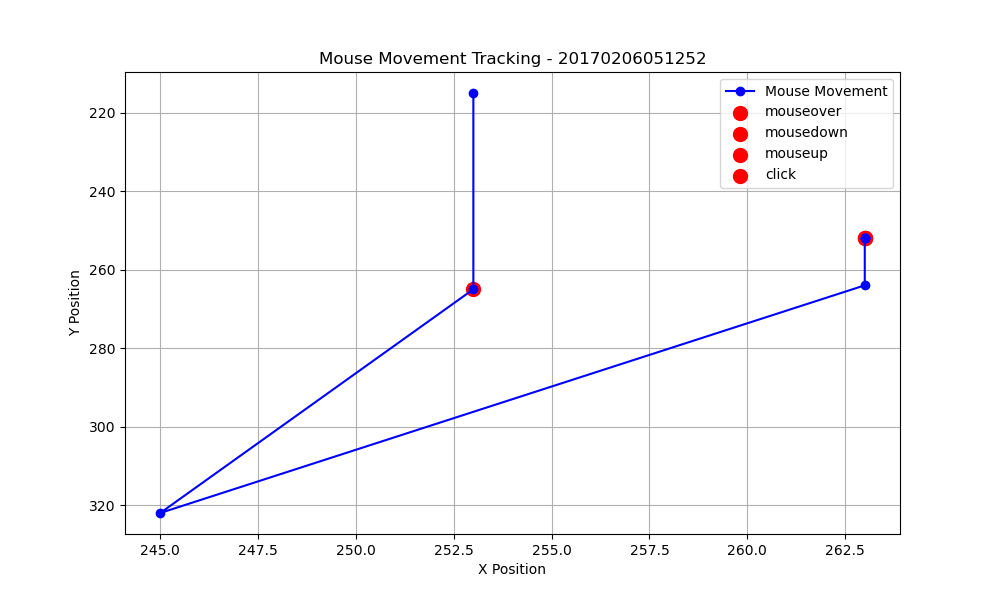 Mouse Movement Tracking - 20170206051252
Mouse Movement
mouseover
mousedown
mouseup
click
220
240
260
280
300
320
Y Position
245.0 247.5 250.0 252.5 255.0 257.5 260.0 262.5
X Position